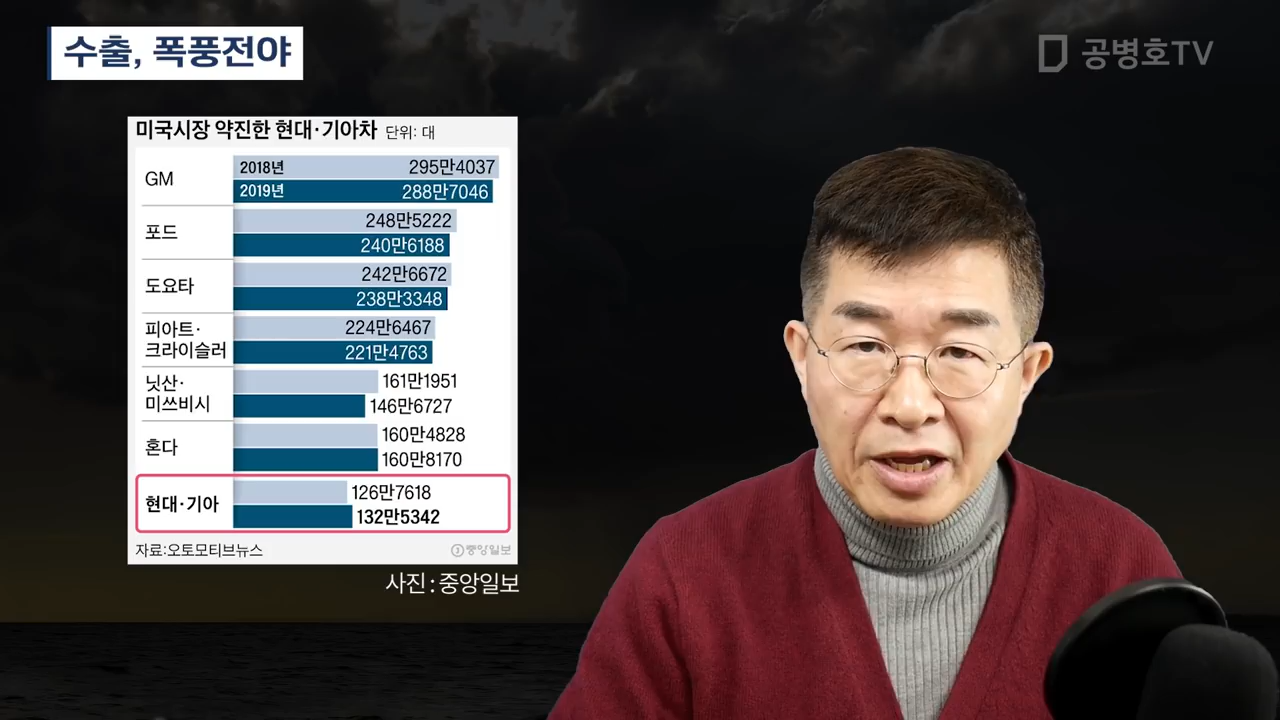 수출, 폭풍전야
공병호TV
미국시장 약진한 현대·기아차 단위: 대
GM
2018년 295만4037
2019년 288만7046
포드
248만5222
240만6188
도요타
242만6672
238만3348
피아트·
크라이슬러
224만6467
221만4763
닛산·
미쓰비시
161만1951
146만6727
혼다
160만4828
160만8170
현대·기아
126만7618
132만5342
자료:오토모티브뉴스
중앙일보
사진 : 중앙일보